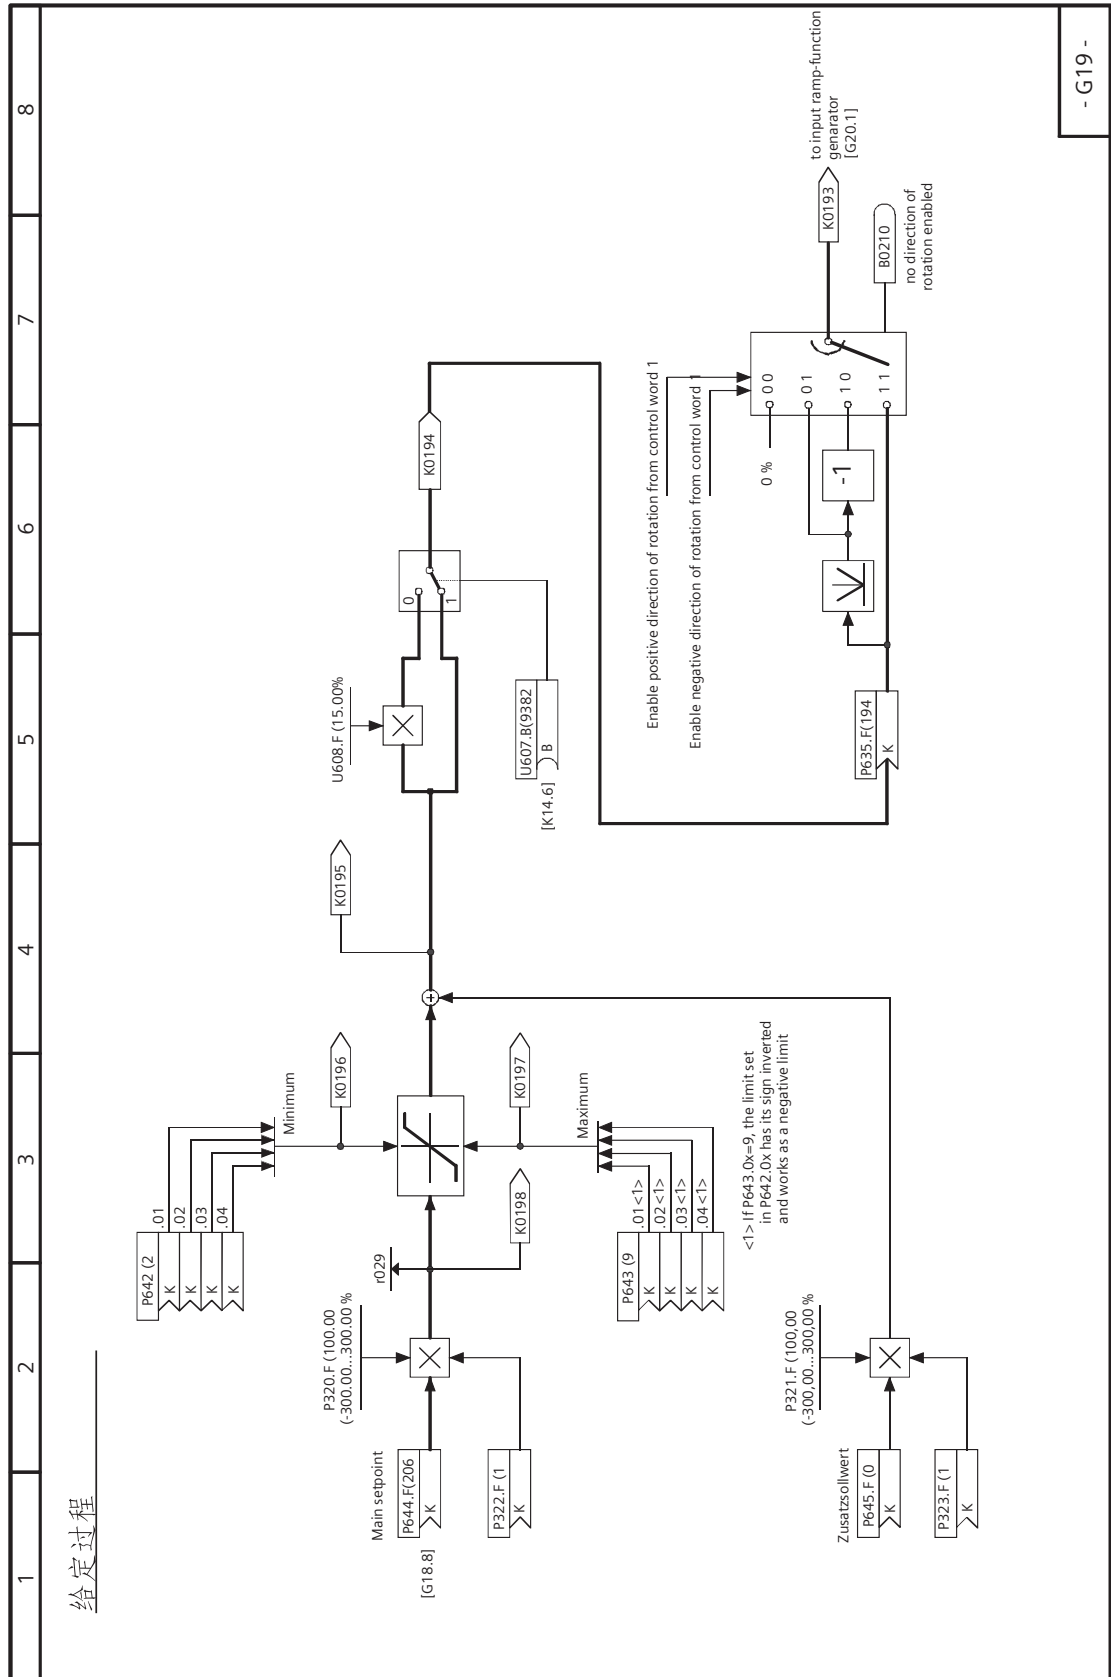 给定过程
1
2
3
4
5
6
7
8
Main setpoint
P644.F(206
K
[G18.8]
P322.F (1
K
P320.F (100.00
(-300.00...300.00 %
r029
K0198
P642 (2
K
K
K
K
.01
.02
.03
.04
Minimum
K0196
K0197
Maximum
P643 (9
K
K
K
K
.01 <1>
.02 <1>
.03 <1>
.04 <1>
<1> If P643.0x=9, the limit set
in P642.0x has its sign inverted
and works as a negative limit
Zusatzsollwert
P645.F (0
K
P323.F (1
K
P321.F (100,00
(-300,00...300,00 %
+
K0195
U608.F (15.00%
U607.B(9382
B
[K14.6]
0
1
K0194
P635.F(194
K
Enable positive direction of rotation from control word 1
Enable negative direction of rotation from control word 1
0 %
-1
0 0
0 1
1 0
1 1
K0193
to input ramp-function
genarator
[G20.1]
B0210
no direction of
rotation enabled
- G19 -